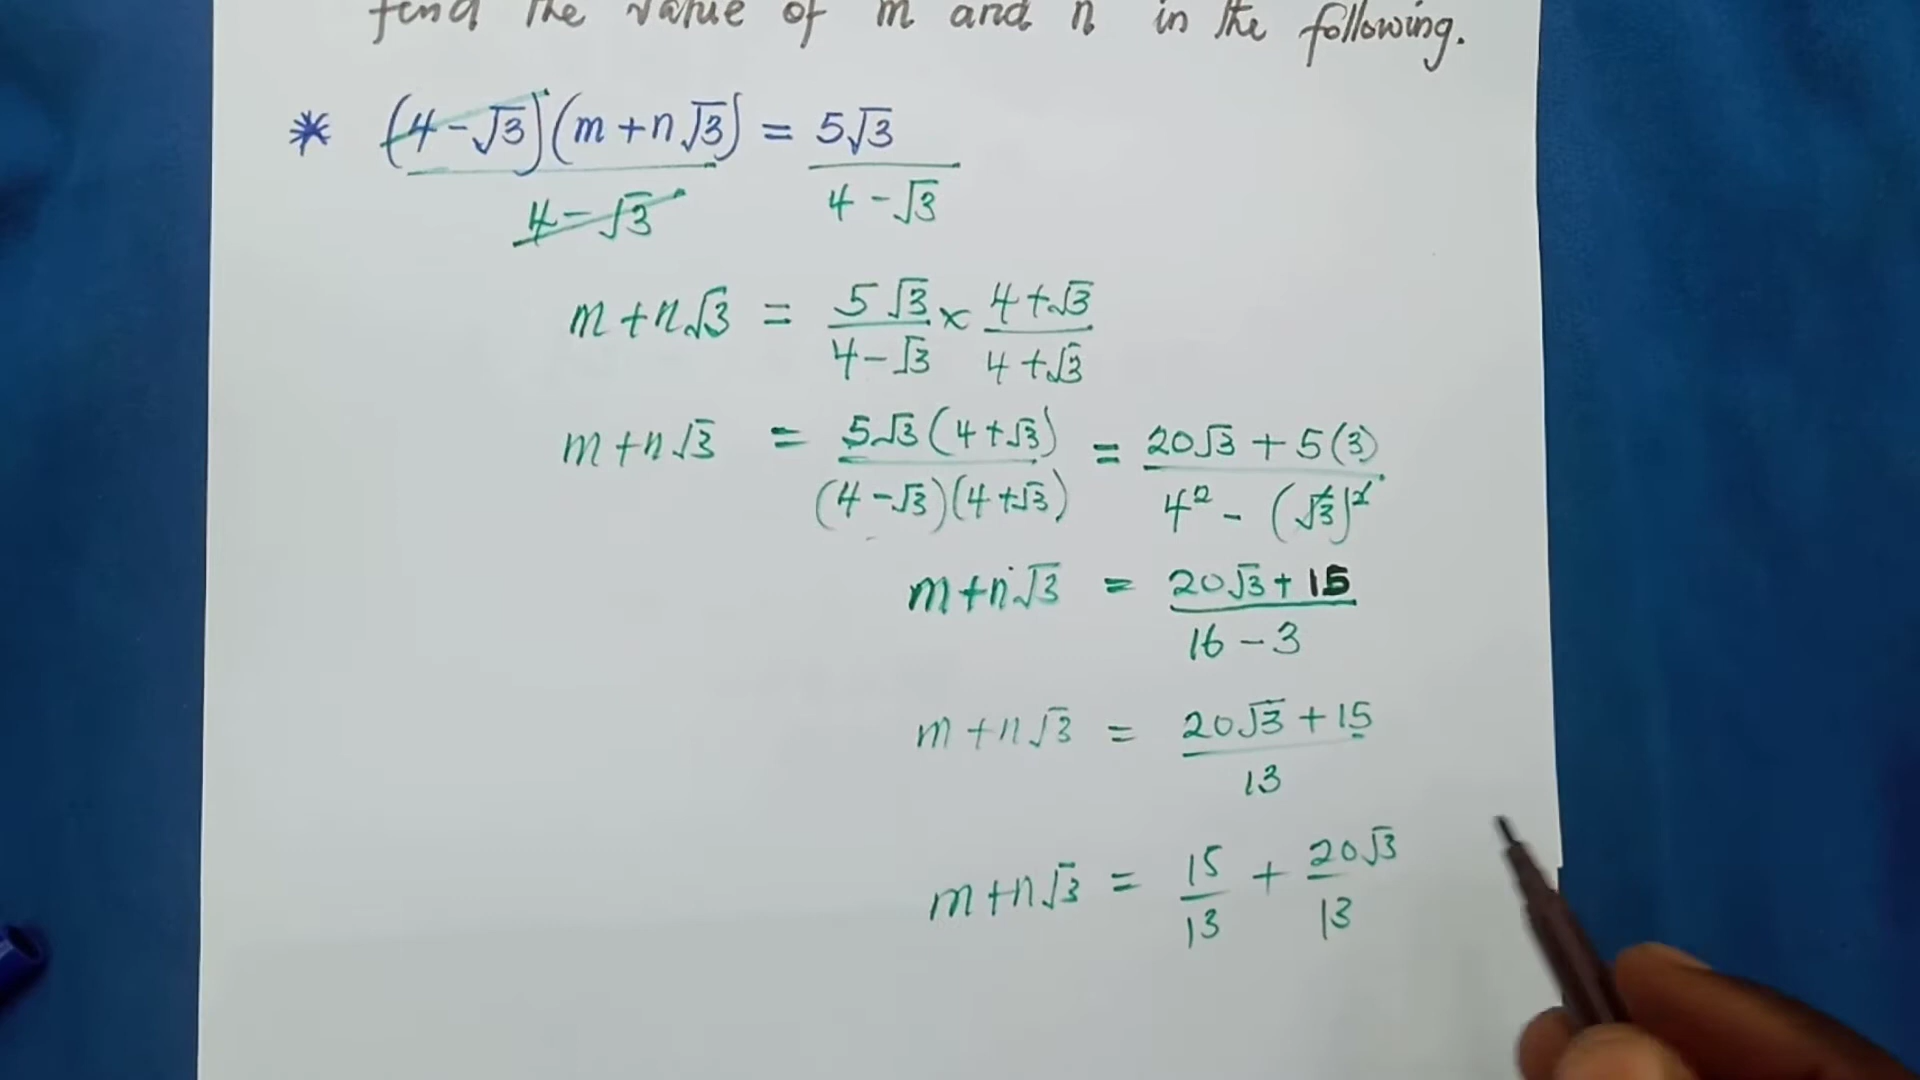 find the value of m and n in the following.
* (4-√3)(m+n√3) / 4-√3 = 5√3 / 4-√3
m+n√3 = 5√3 / 4-√3 × 4+√3 / 4+√3
m+n√3 = 5√3(4+√3) / (4-√3)(4+√3) = 20√3+5(3) / 4² - (√3)²
m+n√3 = 20√3+15 / 16-3
m+n√3 = 20√3+15 / 13
m+n√3 = 15/13 + 20√3/13